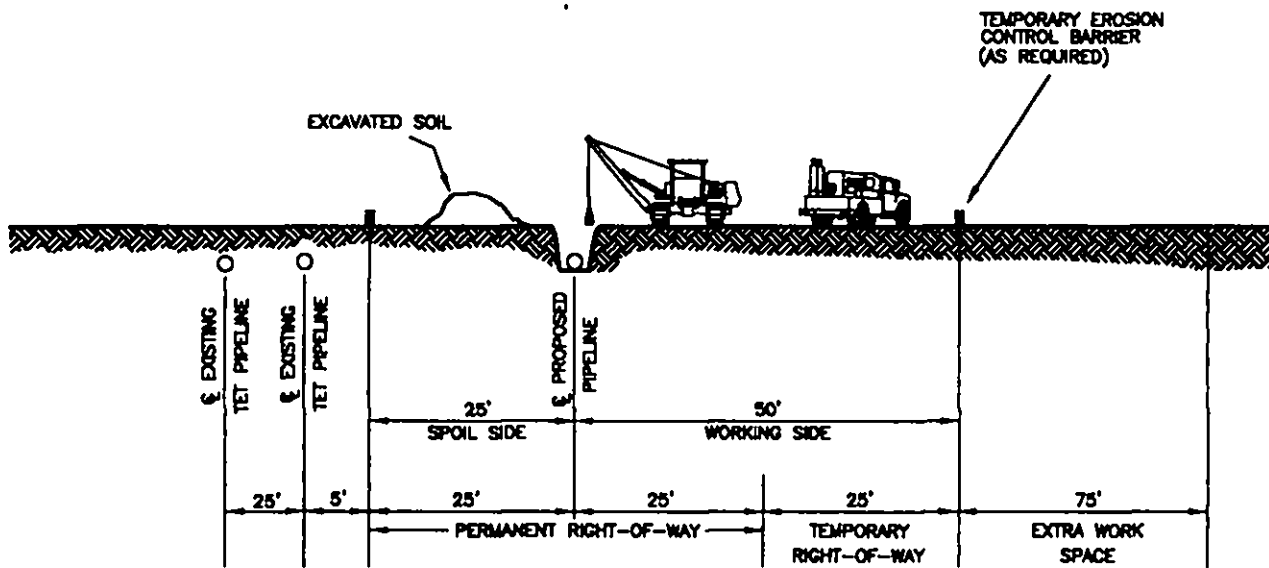 TEMPORARY EROSION
CONTROL BARRIER
(AS REQUIRED)
EXCAVATED SOIL
℄ EXISTING
TET PIPELINE
℄ EXISTING
TET PIPELINE
℄ PROPOSED
PIPELINE
25'
SPOIL SIDE
50'
WORKING SIDE
25'
5'
25'
25'
25'
75'
PERMANENT RIGHT-OF-WAY
TEMPORARY
RIGHT-OF-WAY
EXTRA WORK
SPACE